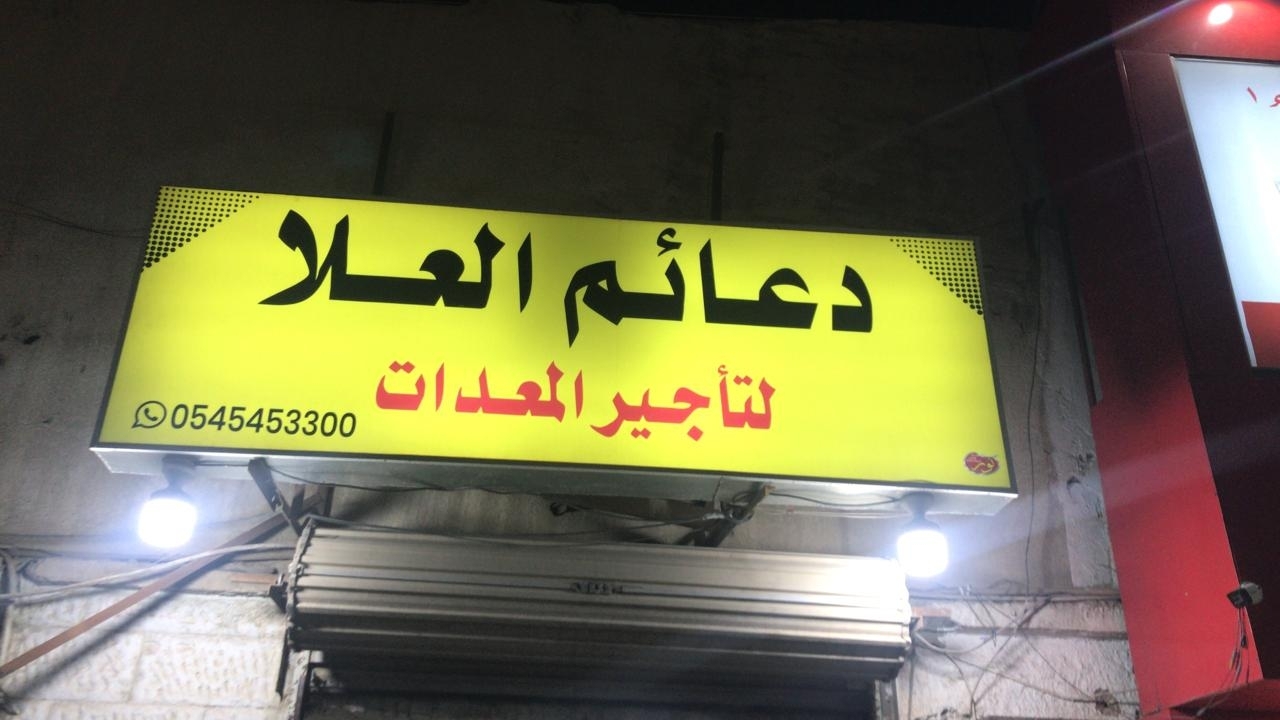 دعائم العلا
لتأجير المعدات
0545453300